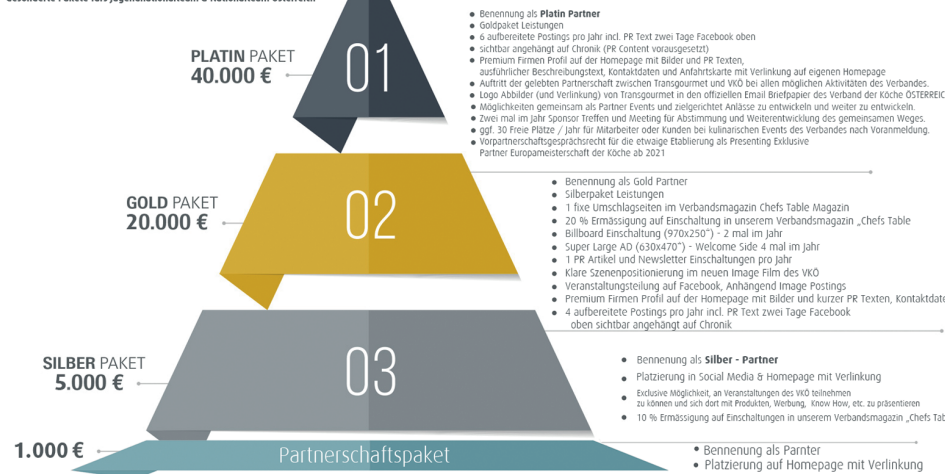 PLATIN PAKET
40.000 €
01
• Benennung als Platin Partner
• Goldpaket Leistungen
• 6 aufbereitete Postings pro Jahr incl. PR Text zwei Tage Facebook oben
• sichtbar angehängt auf Chronik (PR Content vorausgesetzt)
• Premium Firmen Profil auf der Homepage mit Bilder und PR Texten,
ausführlicher Beschreibungstext, Kontaktdaten und Anfahrtskarte mit Verlinkung auf eigenen Homepage
• Auftritt der gelebten Partnerschaft zwischen Transgourmet und VKÖ bei allen möglichen Aktivitäten des Verbandes.
• Logo Abbilder (und Verlinkung) von Transgourmet in den offiziellen Email Briefpapier des Verband der Köche ÖSTERREIC
• Möglichkeiten gemeinsam als Partner Events und zielgerichtet Anlässe zu entwickeln und weiter zu entwickeln.
• Zwei mal im Jahr Sponsor Treffen und Meeting für Abstimmung und Weiterentwicklung des gemeinsamen Weges.
• ggf. 30 Freie Plätze / Jahr für Mitarbeiter oder Kunden bei kulinarischen Events des Verbandes nach Voranmeldung.
• Vorpartnerschaftsgesprächsrecht für die etwaige Etablierung als Presenting Exklusive
Partner Europameisterschaft der Köche ab 2021
GOLD PAKET
20.000 €
02
• Benennung als Gold Partner
• Silberpaket Leistungen
• 1 fixe Umschlagseiten im Verbandsmagazin Chefs Table Magazin
• 20 % Ermässigung auf Einschaltung in unserem Verbandsmagazin „Chefs Table
• Billboard Einschaltung (970x250“) - 2 mal im Jahr
• Super Large AD (630x470“) - Welcome Side 4 mal im Jahr
• 1 PR Artikel und Newsletter Einschaltungen pro Jahr
• Klare Szenenpositionierung im neuen Image Film des VKÖ
• Veranstaltungsteilung auf Facebook, Anhängend Image Postings
• Premium Firmen Profil auf der Homepage mit Bilder und kurzer PR Texten, Kontaktdate
• 4 aufbereitete Postings pro Jahr incl. PR Text zwei Tage Facebook
oben sichtbar angehängt auf Chronik
SILBER PAKET
5.000 €
03
• Bennenung als Silber - Partner
• Platzierung in Social Media & Homepage mit Verlinkung
• Exclusive Möglichkeit, an Veranstaltungen des VKÖ teilnehmen
zu können und sich dort mit Produkten, Werbung, Know How, etc. zu präsentieren
• 10 % Ermässigung auf Einschaltungen in unserem Verbandsmagazin „Chefs Tab
1.000 €
Partnerschaftspaket
• Bennenung als Parnter
• Platzierung auf Homepage mit Verlinkung